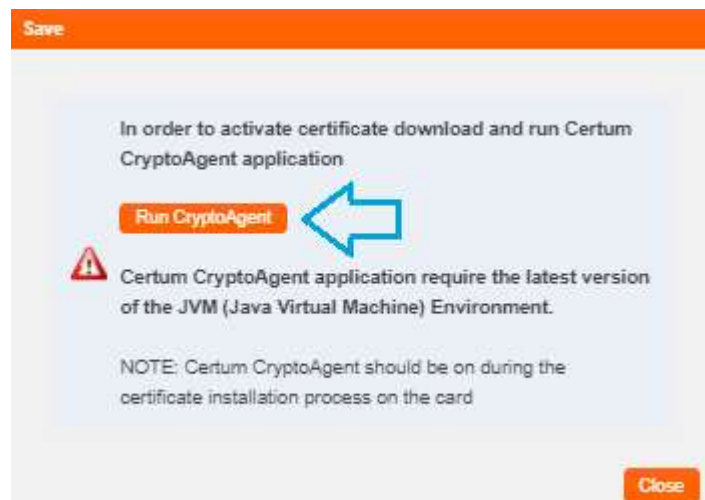 Save
In order to activate certificate download and run Certum
CryptoAgent application
Run CryptoAgent
Certum CryptoAgent application require the latest version
of the JVM (Java Virtual Machine) Environment.
NOTE: Certum CryptoAgent should be on during the
certificate installation process on the card
Close